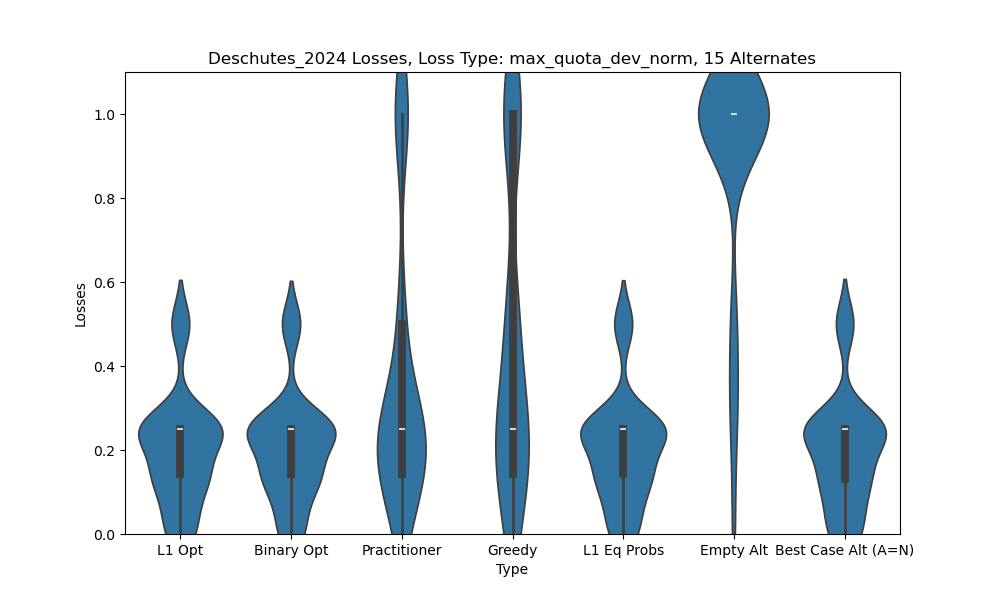 Deschutes_2024 Losses, Loss Type: max_quota_dev_norm, 15 Alternates
Losses
1.0
0.8
0.6
0.4
0.2
0.0
L1 Opt
Binary Opt
Practitioner
Greedy
L1 Eq Probs
Empty Alt
Best Case Alt (A=N)
Type